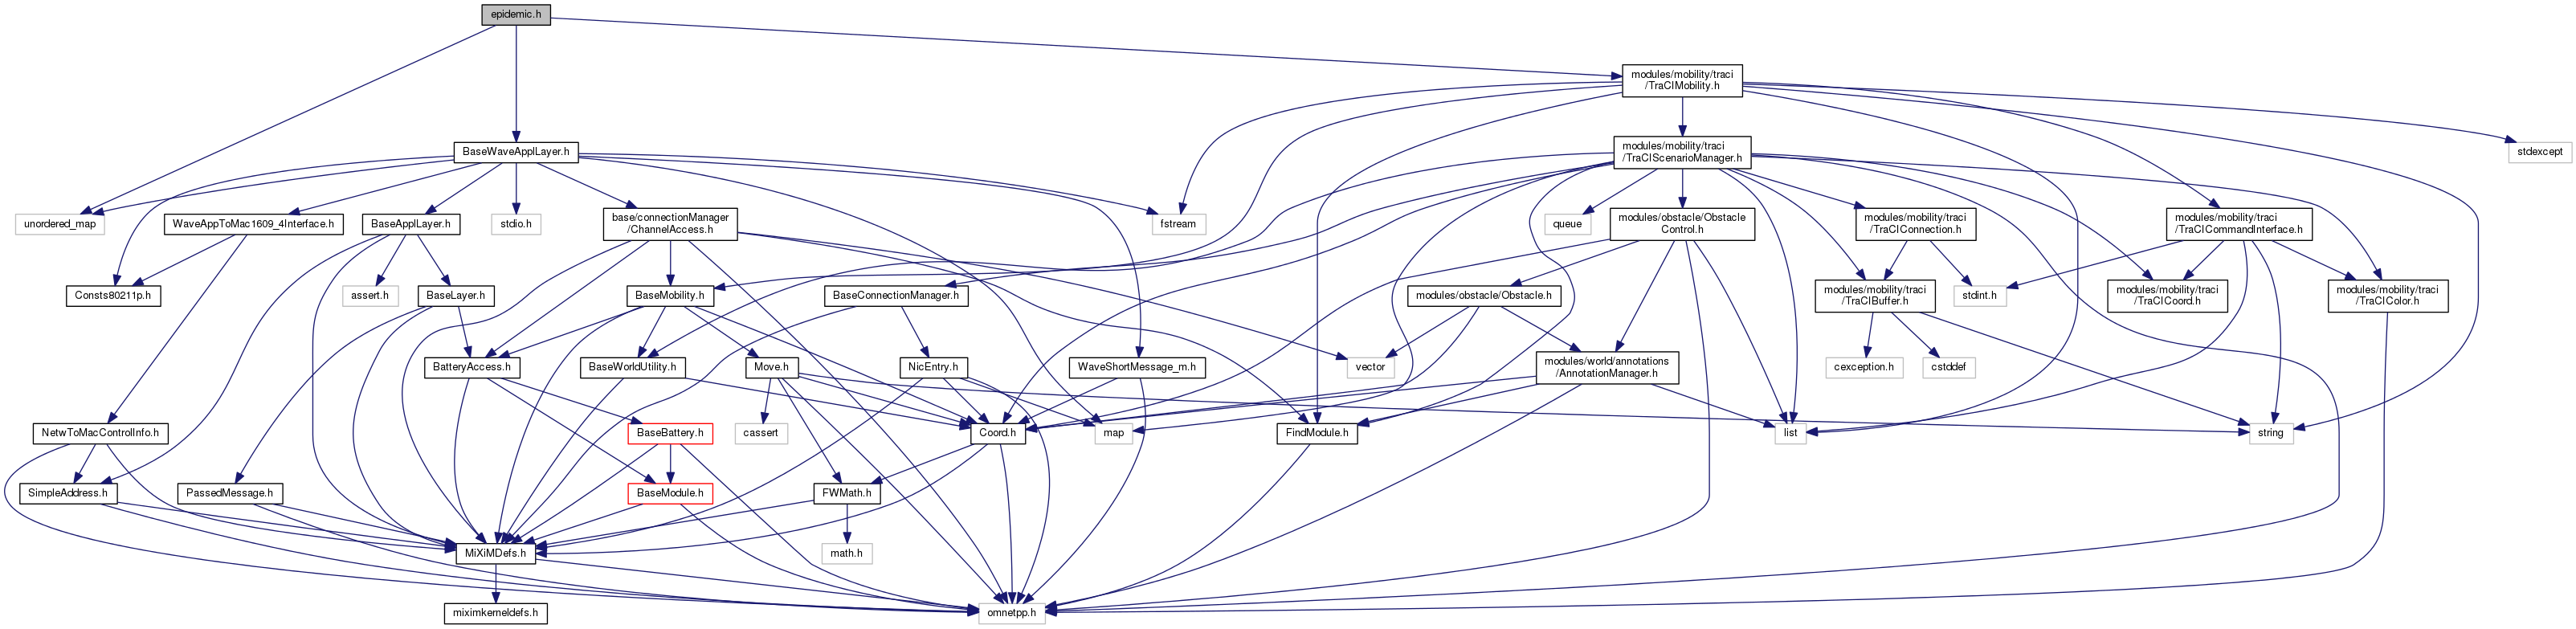 epidemic.h
modules/mobility/traci
/TraCIMobility.h
BaseWaveApplLayer.h
modules/mobility/traci
/TraCIScenarioManager.h
stdexcept
unordered_map
WaveAppToMac1609_4Interface.h
BaseApplLayer.h
stdio.h
base/connectionManager
/ChannelAccess.h
fstream
queue
modules/obstacle/Obstacle
Control.h
modules/mobility/traci
/TraCIConnection.h
modules/mobility/traci
/TraCICommandInterface.h
Consts80211p.h
assert.h
BaseLayer.h
BaseMobility.h
BaseConnectionManager.h
modules/obstacle/Obstacle.h
modules/mobility/traci
/TraCIBuffer.h
stdint.h
modules/mobility/traci
/TraCICoord.h
modules/mobility/traci
/TraCIColor.h
BatteryAccess.h
BaseWorldUtility.h
Move.h
NicEntry.h
WaveShortMessage_m.h
vector
modules/world/annotations
/AnnotationManager.h
cexception.h
cstddef
NetwToMacControlInfo.h
BaseBattery.h
cassert
Coord.h
map
FindModule.h
list
string
SimpleAddress.h
PassedMessage.h
BaseModule.h
FWMath.h
MiXiMDefs.h
math.h
miximkerneldefs.h
omnetpp.h